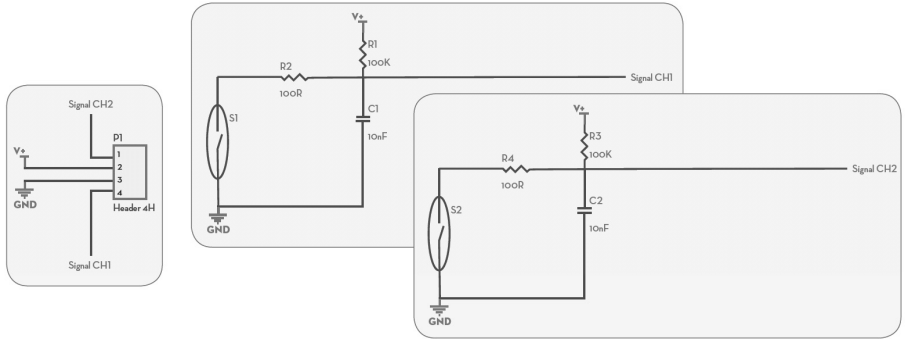 Signal CH2
P1
V+
1
2
3
4
GND
Header 4H
Signal CH1
V+
R1
100K
R2
100R
Signal CH1
C1
10nF
S1
GND
V+
R3
100K
R4
100R
Signal CH2
C2
10nF
S2
GND